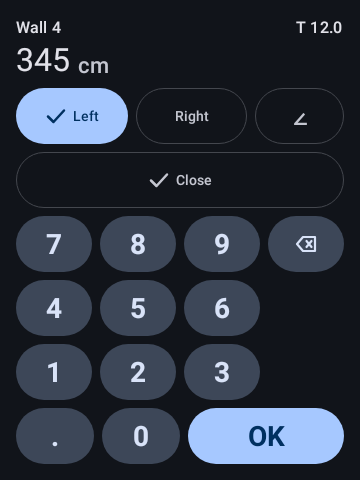 Wall 4 T 12.0
345 cm
Left Right
Close
7 8 9
4 5 6
1 2 3
. 0 OK